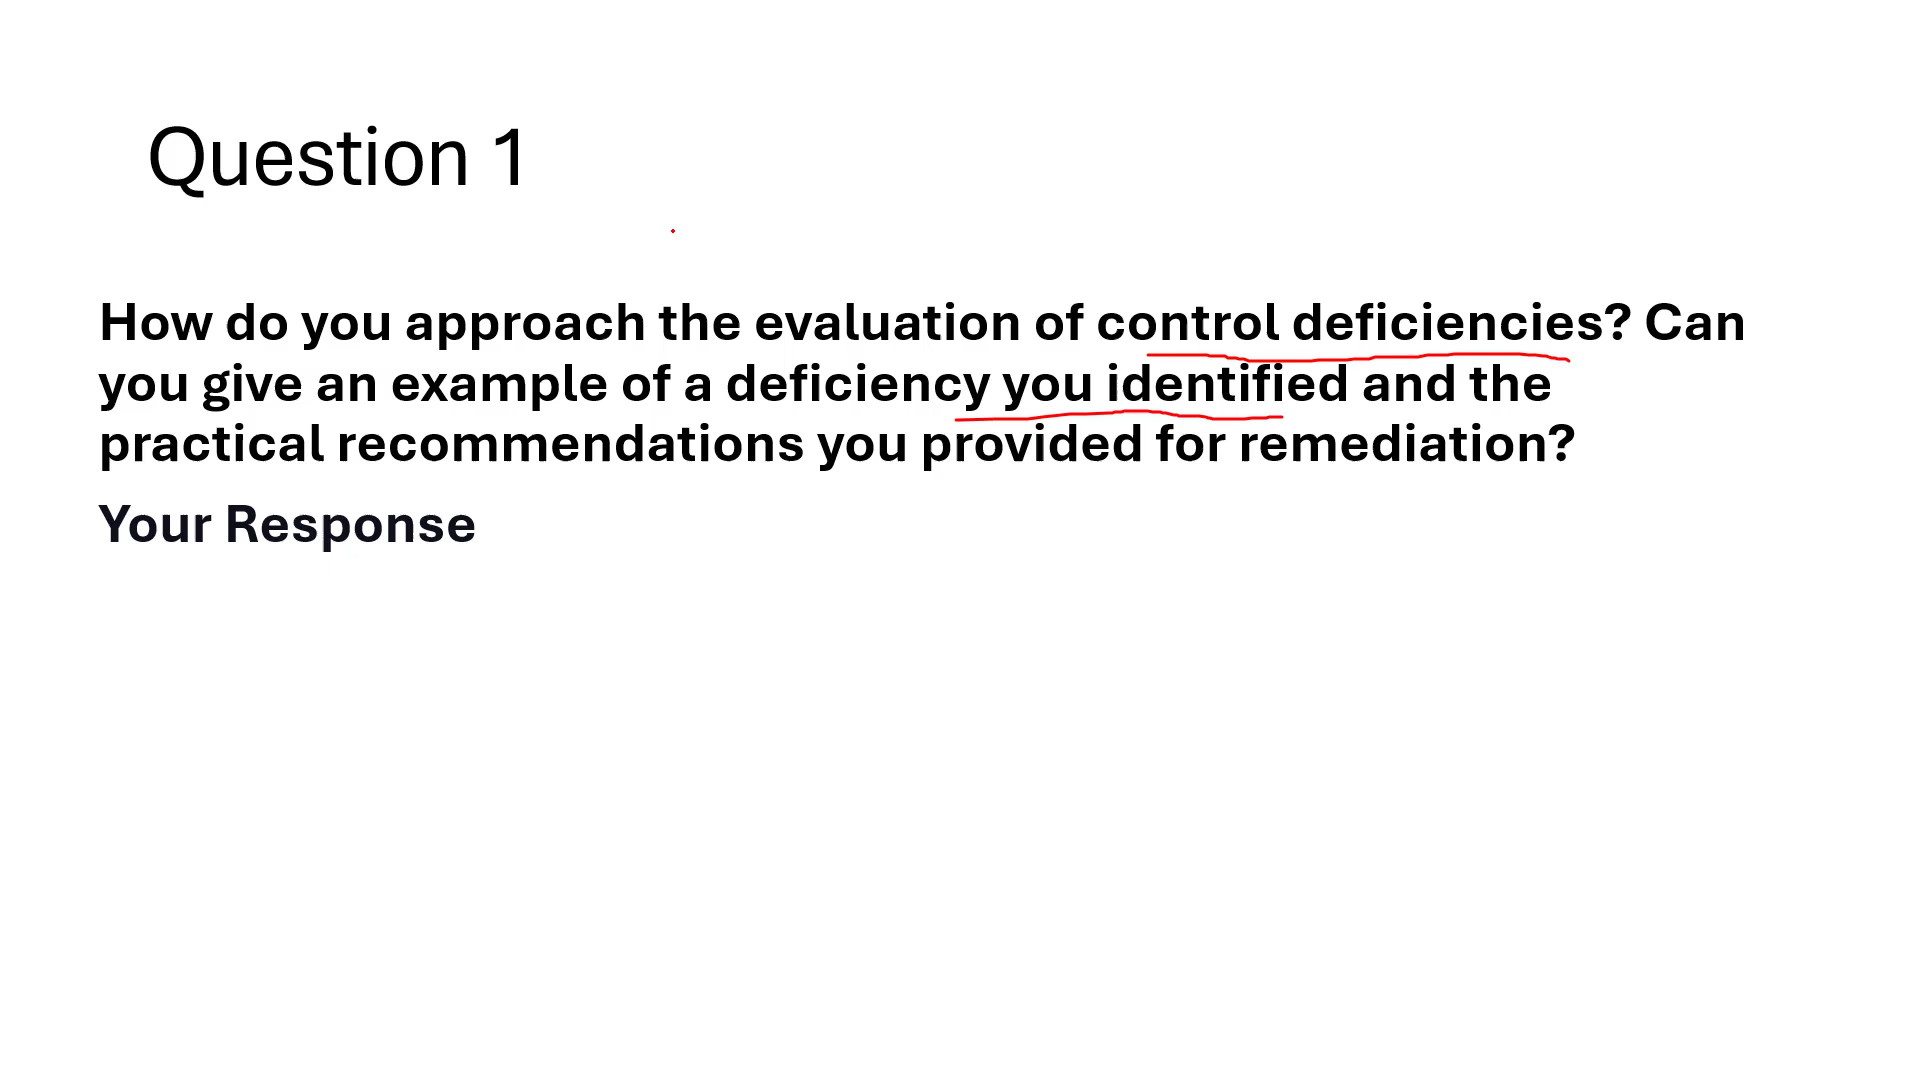 Question 1
How do you approach the evaluation of control deficiencies? Can
you give an example of a deficiency you identified and the
practical recommendations you provided for remediation?
Your Response